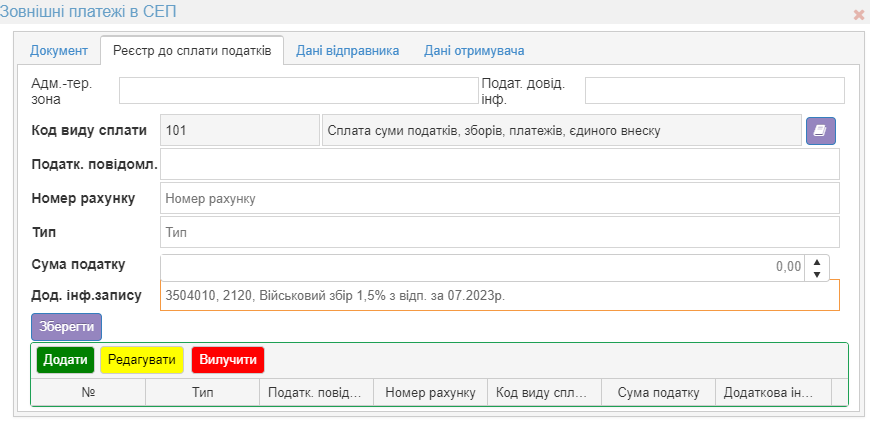 Зовнішні платежі в СЕП
Документ Реєстр до сплати податків Дані відправника Дані отримувача
Адм.-тер. зона Подат. довід. інф.
Код виду сплати 101 Сплата суми податків, зборів, платежів, єдиного внеску
Податк. повідомл.
Номер рахунку Номер рахунку
Тип Тип
Сума податку 0,00
Дод. інф.запису 3504010, 2120, Військовий збір 1,5% з відп. за 07.2023р.
Зберегти
Додати Редагувати Вилучити
№ Тип Податк. повід... Номер рахунку Код виду спл... Сума податку Додаткова ін...